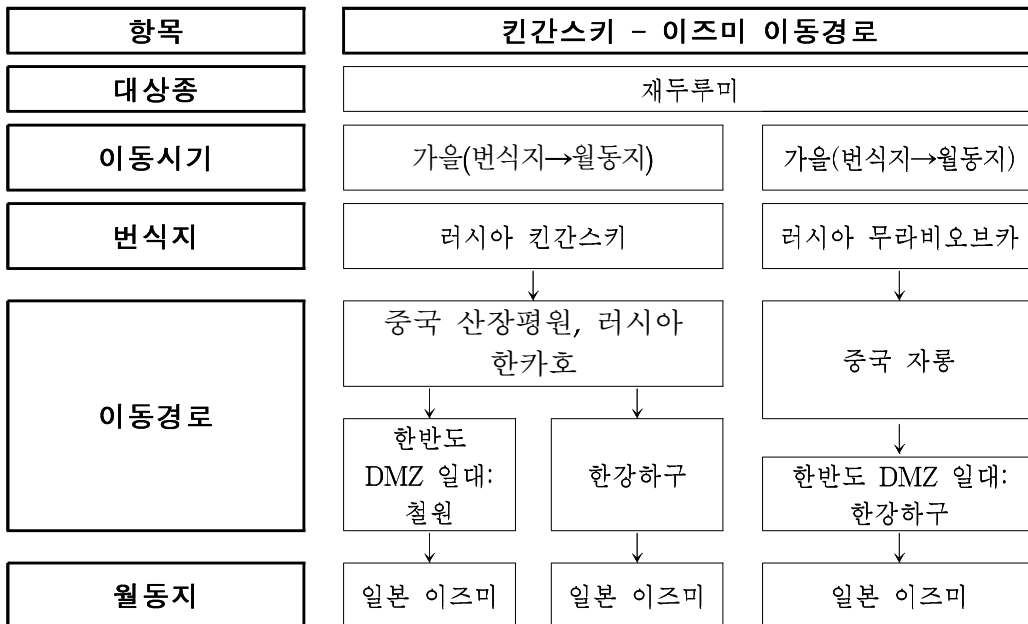 항목
킨간스키 - 이즈미 이동경로
대상종
재두루미
이동시기
가을(번식지→월동지)
가을(번식지→월동지)
번식지
러시아 킨간스키
러시아 무라비오브카
이동경로
중국 산장평원, 러시아
한카호
중국 자롱
한반도
DMZ 일대:
철원
한강하구
한반도 DMZ 일대:
한강하구
월동지
일본 이즈미
일본 이즈미
일본 이즈미